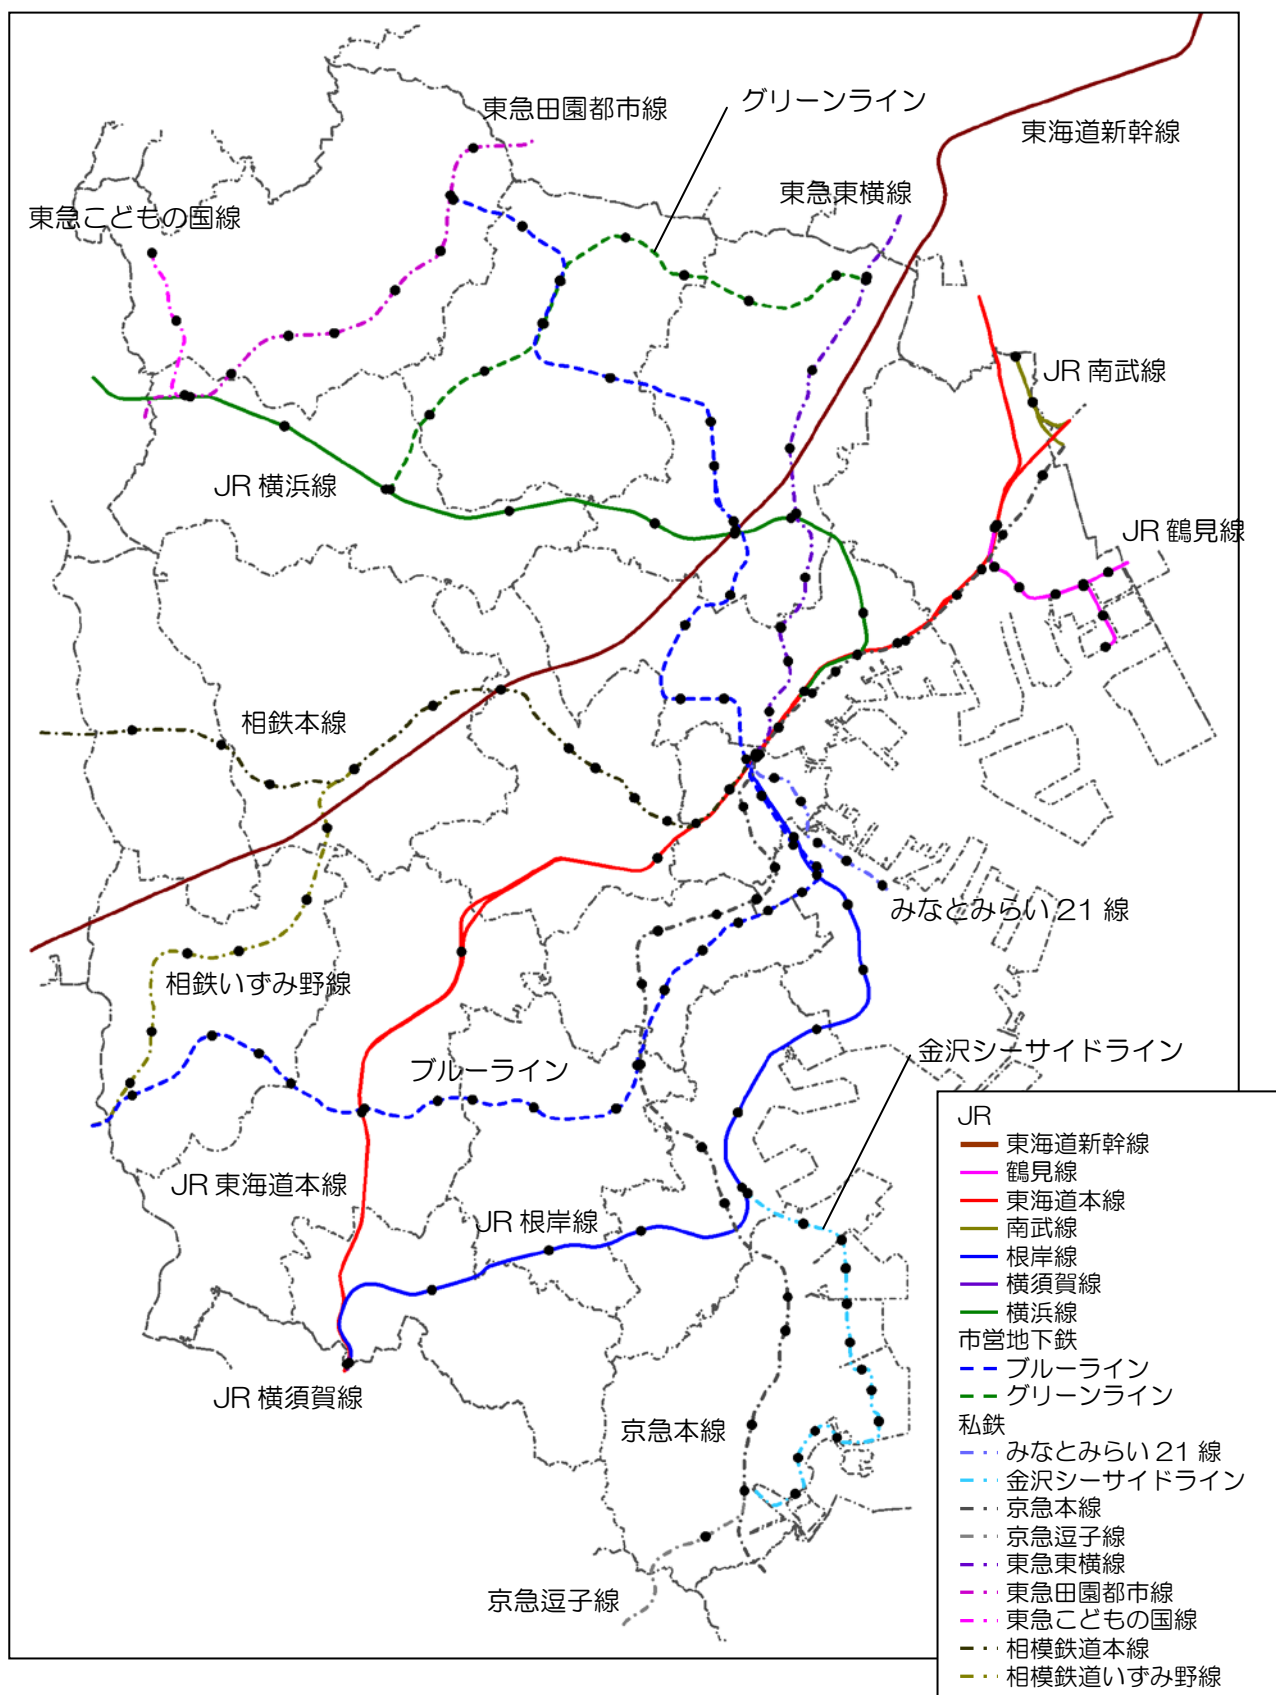 東急田園都市線
グリーンライン
東海道新幹線
東急こどもの国線
東急東横線
JR 南武線
JR 横浜線
JR 鶴見線
相鉄本線
みなとみらい 21 線
相鉄いずみ野線
ブルーライン
金沢シーサイドライン
JR 東海道本線
JR 根岸線
JR 横須賀線
京急本線
京急逗子線
JR
東海道新幹線
鶴見線
東海道本線
南武線
根岸線
横須賀線
横浜線
市営地下鉄
ブルーライン
グリーンライン
私鉄
みなとみらい 21 線
金沢シーサイドライン
京急本線
京急逗子線
東急東横線
東急田園都市線
東急こどもの国線
相模鉄道本線
相模鉄道いずみ野線